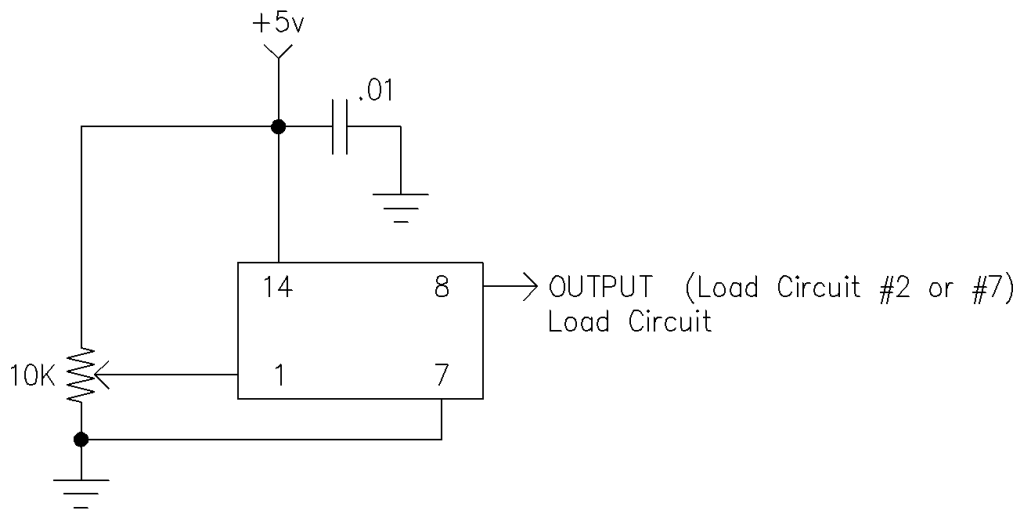 +5v
.01
14
8
OUTPUT (Load Circuit #2 or #7)
Load Circuit
10K
1
7